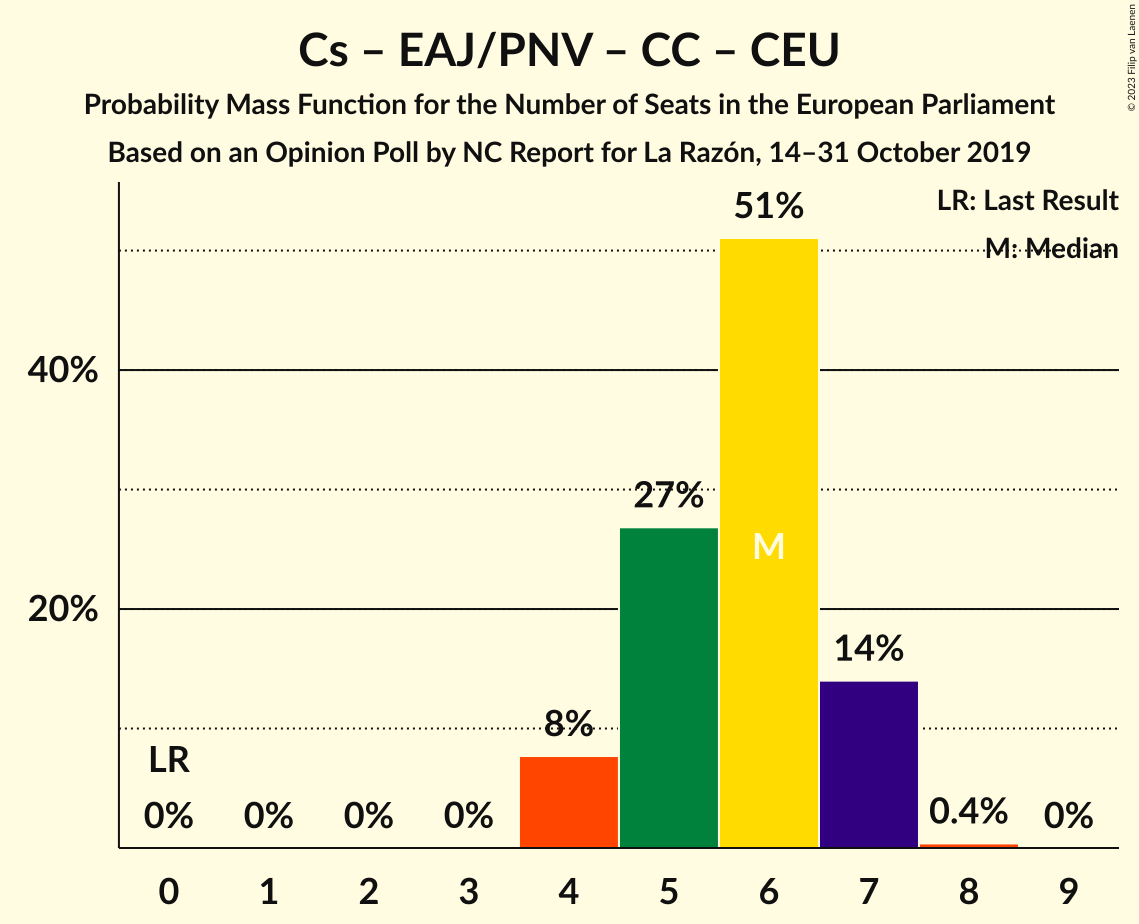 Cs – EAJ/PNV – CC – CEU
Probability Mass Function for the Number of Seats in the European Parliament
Based on an Opinion Poll by NC Report for La Razón, 14–31 October 2019
© 2023 Filip van Laenen
LR: Last Result
M: Median
51%
40%
27%
M
20%
14%
8%
LR
0% 0% 0% 0% 0.4% 0%
0 1 2 3 4 5 6 7 8 9